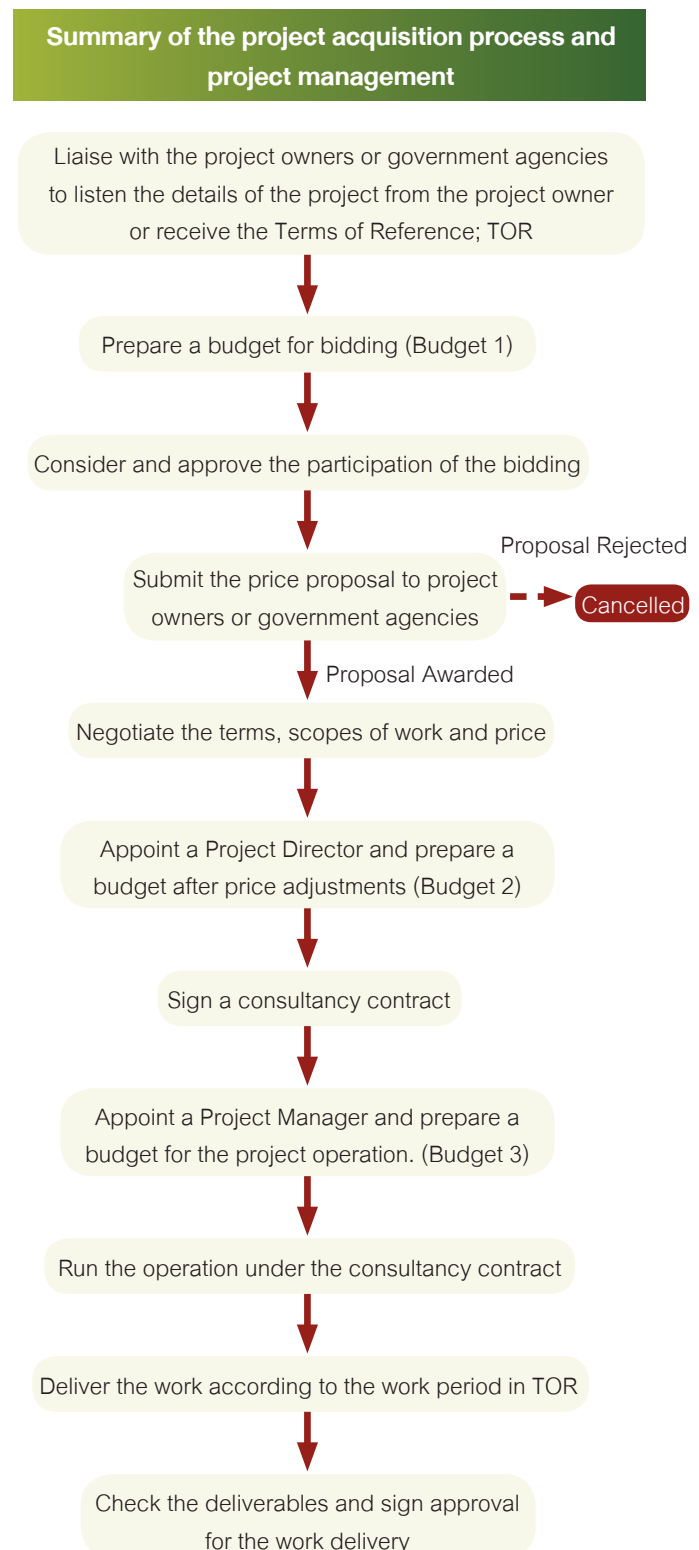 Summary of the project acquisition process and
project management
Liaise with the project owners or government agencies
to listen the details of the project from the project owner
or receive the Terms of Reference; TOR
Prepare a budget for bidding (Budget 1)
Consider and approve the participation of the bidding
Proposal Rejected
Submit the price proposal to project
owners or government agencies
Cancelled
Proposal Awarded
Negotiate the terms, scopes of work and price
Appoint a Project Director and prepare a
budget after price adjustments (Budget 2)
Sign a consultancy contract
Appoint a Project Manager and prepare a
budget for the project operation. (Budget 3)
Run the operation under the consultancy contract
Deliver the work according to the work period in TOR
Check the deliverables and sign approval
for the work delivery